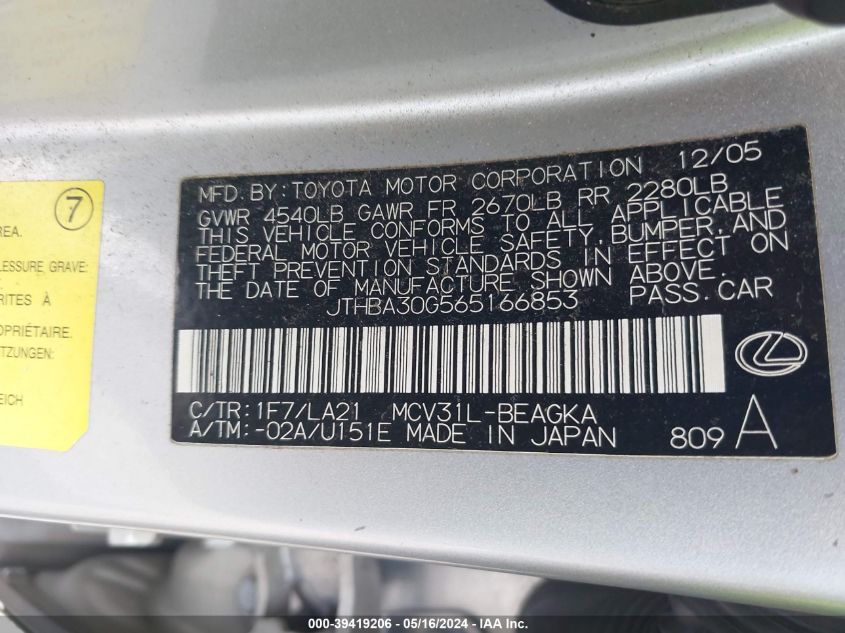 7
REA.
LESSURE GRAVE:
RITES À
OPRIÉTAIRE.
TZUNGEN:
EICH
MFD. BY: TOYOTA MOTOR CORPORATION 12/05
GVWR 4540LB GAWR FR 2670LB RR 2280LB
THIS VEHICLE CONFORMS TO ALL APPLICABLE
FEDERAL MOTOR VEHICLE SAFETY, BUMPER, AND
THEFT PREVENTION STANDARDS IN EFFECT ON
THE DATE OF MANUFACTURE SHOWN ABOVE.
JTHBA30G565166853 PASS. CAR
C/TR: 1F7/LA21 MCV31L-BEAGKA
A/TM: -02A/U151E MADE IN JAPAN 809 A
000-39419206 - 05/16/2024 - IAA, Inc.